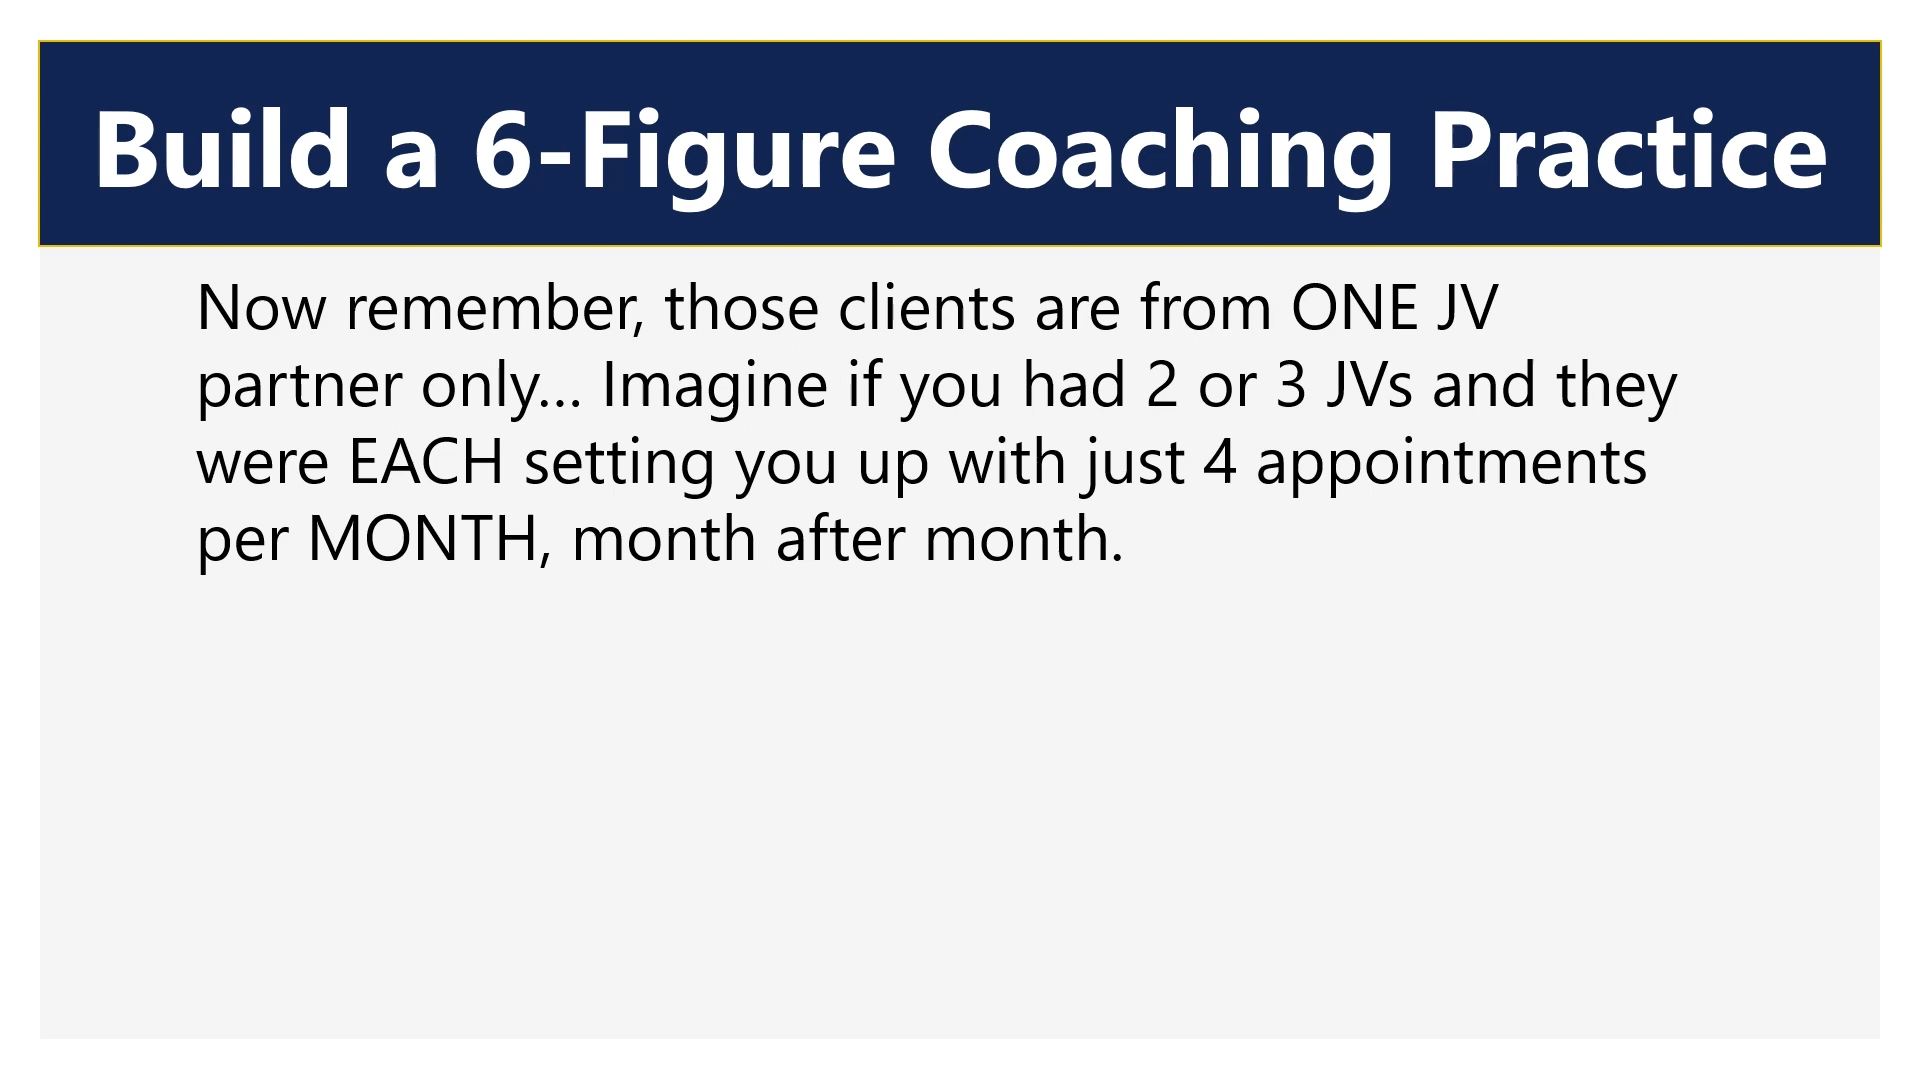 Build a 6-Figure Coaching Practice
Now remember, those clients are from ONE JV
partner only... Imagine if you had 2 or 3 JVs and they
were EACH setting you up with just 4 appointments
per MONTH, month after month.